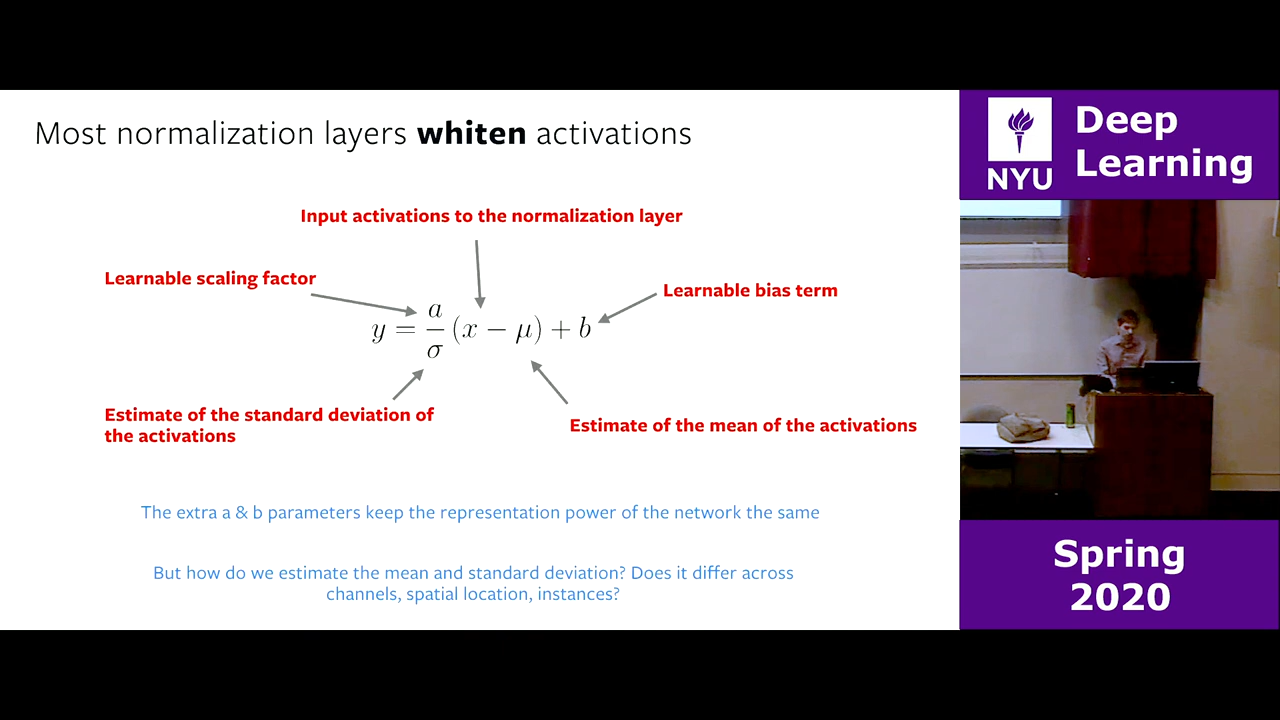 Most normalization layers whiten activations
Input activations to the normalization layer
Learnable scaling factor
Learnable bias term
y = a/σ (x − μ) + b
Estimate of the standard deviation of
the activations
Estimate of the mean of the activations
The extra a & b parameters keep the representation power of the network the same
But how do we estimate the mean and standard deviation? Does it differ across
channels, spatial location, instances?
NYU
Deep
Learning
Spring
2020